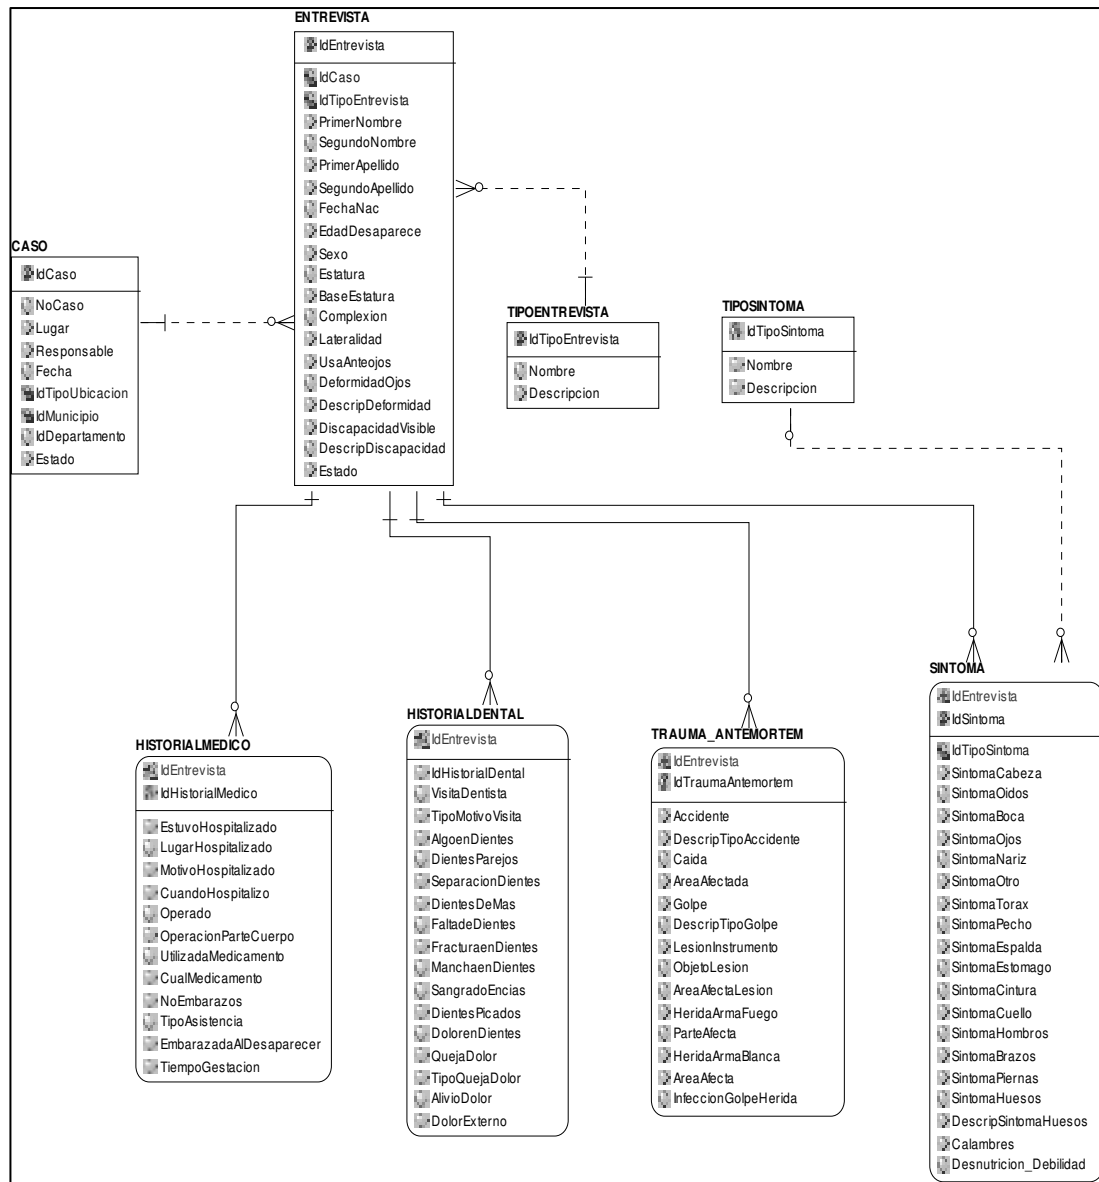 ENTREVISTA
IdEntrevista
IdCaso
IdTipoEntrevista
PrimerNombre
SegundoNombre
PrimerApellido
SegundoApellido
FechaNac
EdadDesaparece
Sexo
Estatura
BaseEstatura
Complexion
Lateralidad
UsaAnteojos
DeformidadOjos
DescripDeformidad
DiscapacidadVisible
DescripDiscapacidad
Estado
CASO
IdCaso
NoCaso
Lugar
Responsable
Fecha
IdTipoUbicacion
IdMunicipio
IdDepartamento
Estado
TIPOENTREVISTA
IdTipoEntrevista
Nombre
Descripcion
TIPOSINTOMA
IdTipoSintoma
Nombre
Descripcion
HISTORIALMEDICO
IdEntrevista
IdHistorialMedico
EstuvoHospitalizado
LugarHospitalizado
MotivoHospitalizado
CuandoHospitalizo
Operado
OperacionParteCuerpo
UtilizadaMedicamento
CualMedicamento
NoEmbarazos
TipoAsistencia
EmbarazadaAlDesaparecer
TiempoGestacion
HISTORIALDENTAL
IdEntrevista
IdHistorialDental
VisitaDentista
TipoMotivoVisita
AlgoenDientes
DientesParejos
SeparacionDientes
DientesDeMas
FaltadeDientes
FracturaenDientes
ManchaenDientes
SangradoEncias
DientesPicados
DolorenDientes
QuejaDolor
TipoQuejaDolor
AlivioDolor
DolorExterno
TRAUMA_ANTEMORTEM
IdEntrevista
IdTraumaAntemortem
Accidente
DescripTipoAccidente
Caida
AreaAfectada
Golpe
DescripTipoGolpe
LesionInstrumento
ObjetoLesion
AreaAfectaLesion
HeridaArmaFuego
ParteAfecta
HeridaArmaBlanca
AreaAfecta
InfeccionGolpeHerida
SINTOMA
IdEntrevista
IdSintoma
IdTipoSintoma
SintomaCabeza
SintomaOidos
SintomaBoca
SintomaOjos
SintomaNariz
SintomaOtro
SintomaTorax
SintomaPecho
SintomaEspalda
SintomaEstomago
SintomaCintura
SintomaCuello
SintomaHombros
SintomaBrazos
SintomaPiernas
SintomaHuesos
DescripSintomaHuesos
Calambres
Desnutricion_Debilidad